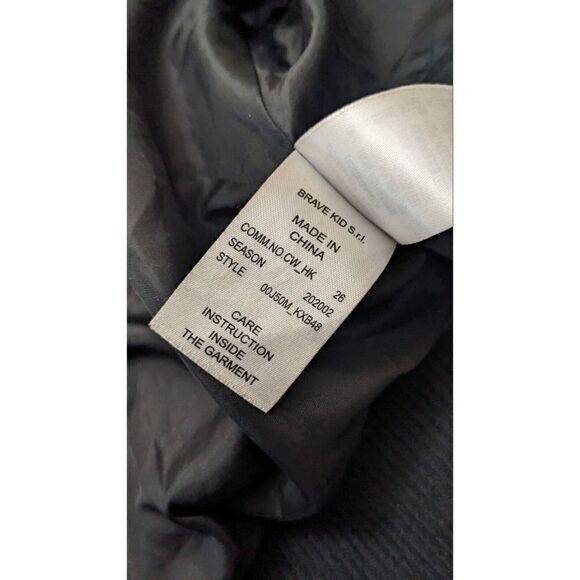 BRAVE KID S.r.l.
MADE IN
CHINA
COMM.NO.CW_HK 26
SEASON 202002
STYLE 00J50M_KXB48
CARE
INSTRUCTION
INSIDE
THE GARMENT